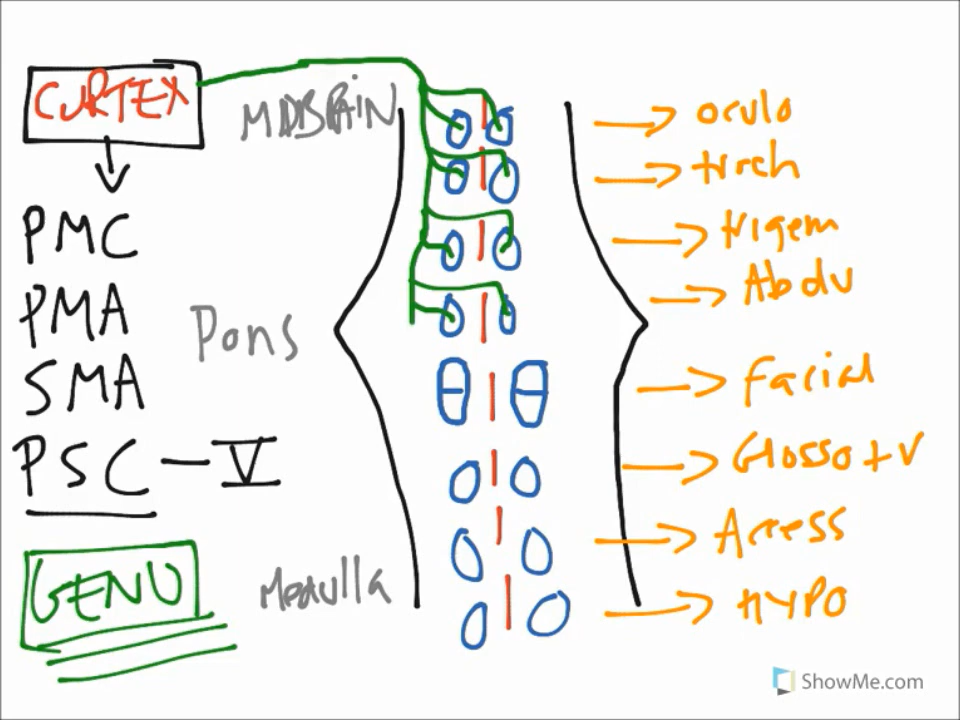 CORTEX
PMC
PMA
SMA
PSC – V
GENU
MIDBRAIN
Pons
Medulla
oculo
troch
trigem
Abdu
Facial
Glosso + V
Access
HYPO
ShowMe.com